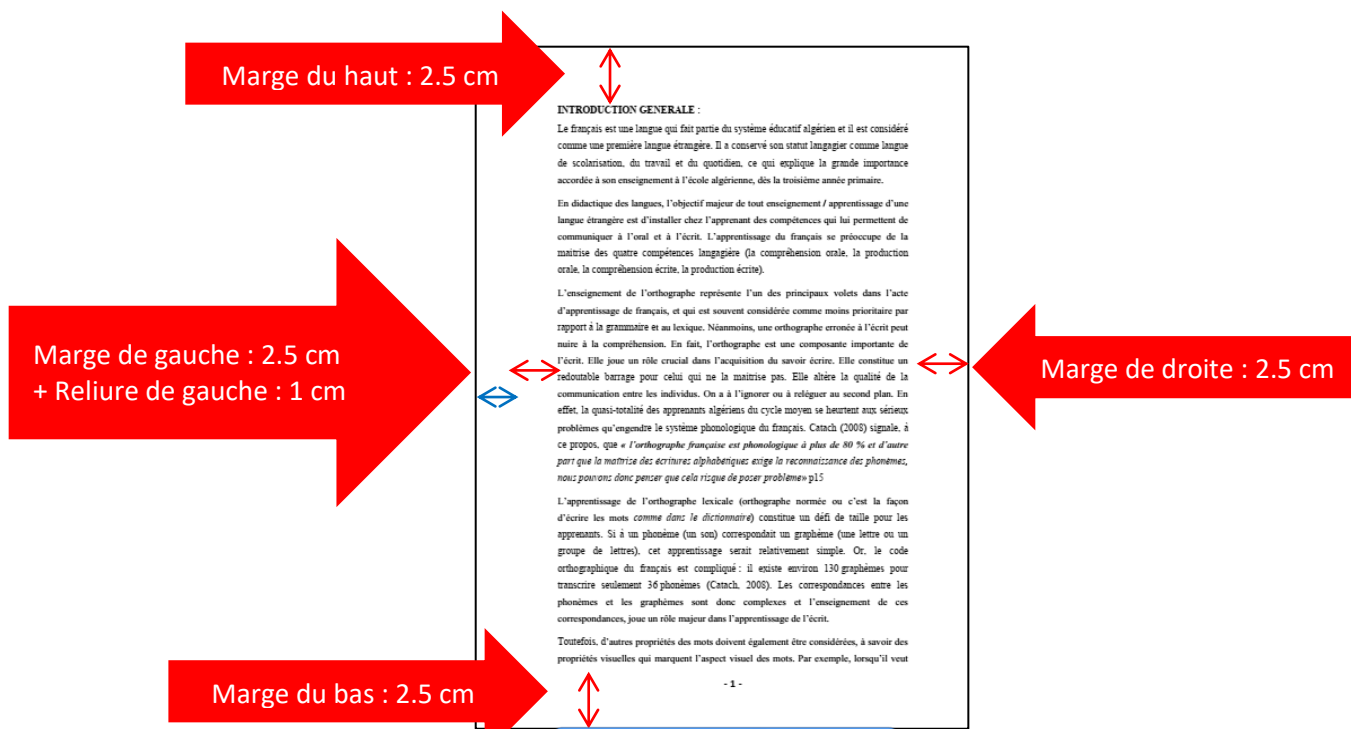 Marge du haut : 2.5 cm
INTRODUCTION GENERALE :
Le français est une langue qui fait partie du système éducatif algérien et il est considéré
comme une première langue étrangère. Il a conservé son statut langagier comme langue
de scolarisation, du travail et du quotidien, ce qui explique la grande importance
accordée à son enseignement à l'école algérienne, dès la troisième année primaire.
En didactique des langues, l'objectif majeur de tout enseignement / apprentissage d'une
langue étrangère est d'installer chez l'apprenant des compétences qui lui permettent de
communiquer à l'oral et à l'écrit. L'apprentissage du français se préoccupe de la
maitrise des quatre compétences langagière (la compréhension orale, la production
orale, la compréhension écrite, la production écrite).
L'enseignement de l'orthographe représente l'un des principaux volets dans l'acte
d'apprentissage de français, et qui est souvent considérée comme moins prioritaire par
rapport à la grammaire et au lexique. Néanmoins, une orthographe erronée à l'écrit peut
nuire à la compréhension. En fait, l'orthographe est une composante importante de
l'écrit. Elle joue un rôle crucial dans l'acquisition du savoir écrire. Elle constitue un
redoutable barrage pour celui qui ne la maitrise pas. Elle altère la qualité de la
communication entre les individus. On a à l'ignorer ou à reléguer au second plan. En
effet, la quasi-totalité des apprenants algériens du cycle moyen se heurtent aux sérieux
problèmes qu'engendre le système phonologique du français. Catach (2008) signale, à
ce propos, que « l'orthographe française est phonologique à plus de 80 % et d'autre
part que la maîtrise des écritures alphabétiques exige la reconnaissance des phonèmes,
nous pouvons donc penser que cela risque de poser problème» p15
L'apprentissage de l'orthographe lexicale (orthographe normée ou c'est la façon
d'écrire les mots comme dans le dictionnaire) constitue un défi de taille pour les
apprenants. Si à un phonème (un son) correspondait un graphème (une lettre ou un
groupe de lettres), cet apprentissage serait relativement simple. Or, le code
orthographique du français est compliqué : il existe environ 130 graphèmes pour
transcrire seulement 36 phonèmes (Catach, 2008). Les correspondances entre les
phonèmes et les graphèmes sont donc complexes et l'enseignement de ces
correspondances, joue un rôle majeur dans l'apprentissage de l'écrit.
Toutefois, d'autres propriétés des mots doivent également être considérées, à savoir des
propriétés visuelles qui marquent l'aspect visuel des mots. Par exemple, lorsqu'il veut
- 1 -
Marge de gauche : 2.5 cm
+ Reliure de gauche : 1 cm
Marge de droite : 2.5 cm
Marge du bas : 2.5 cm